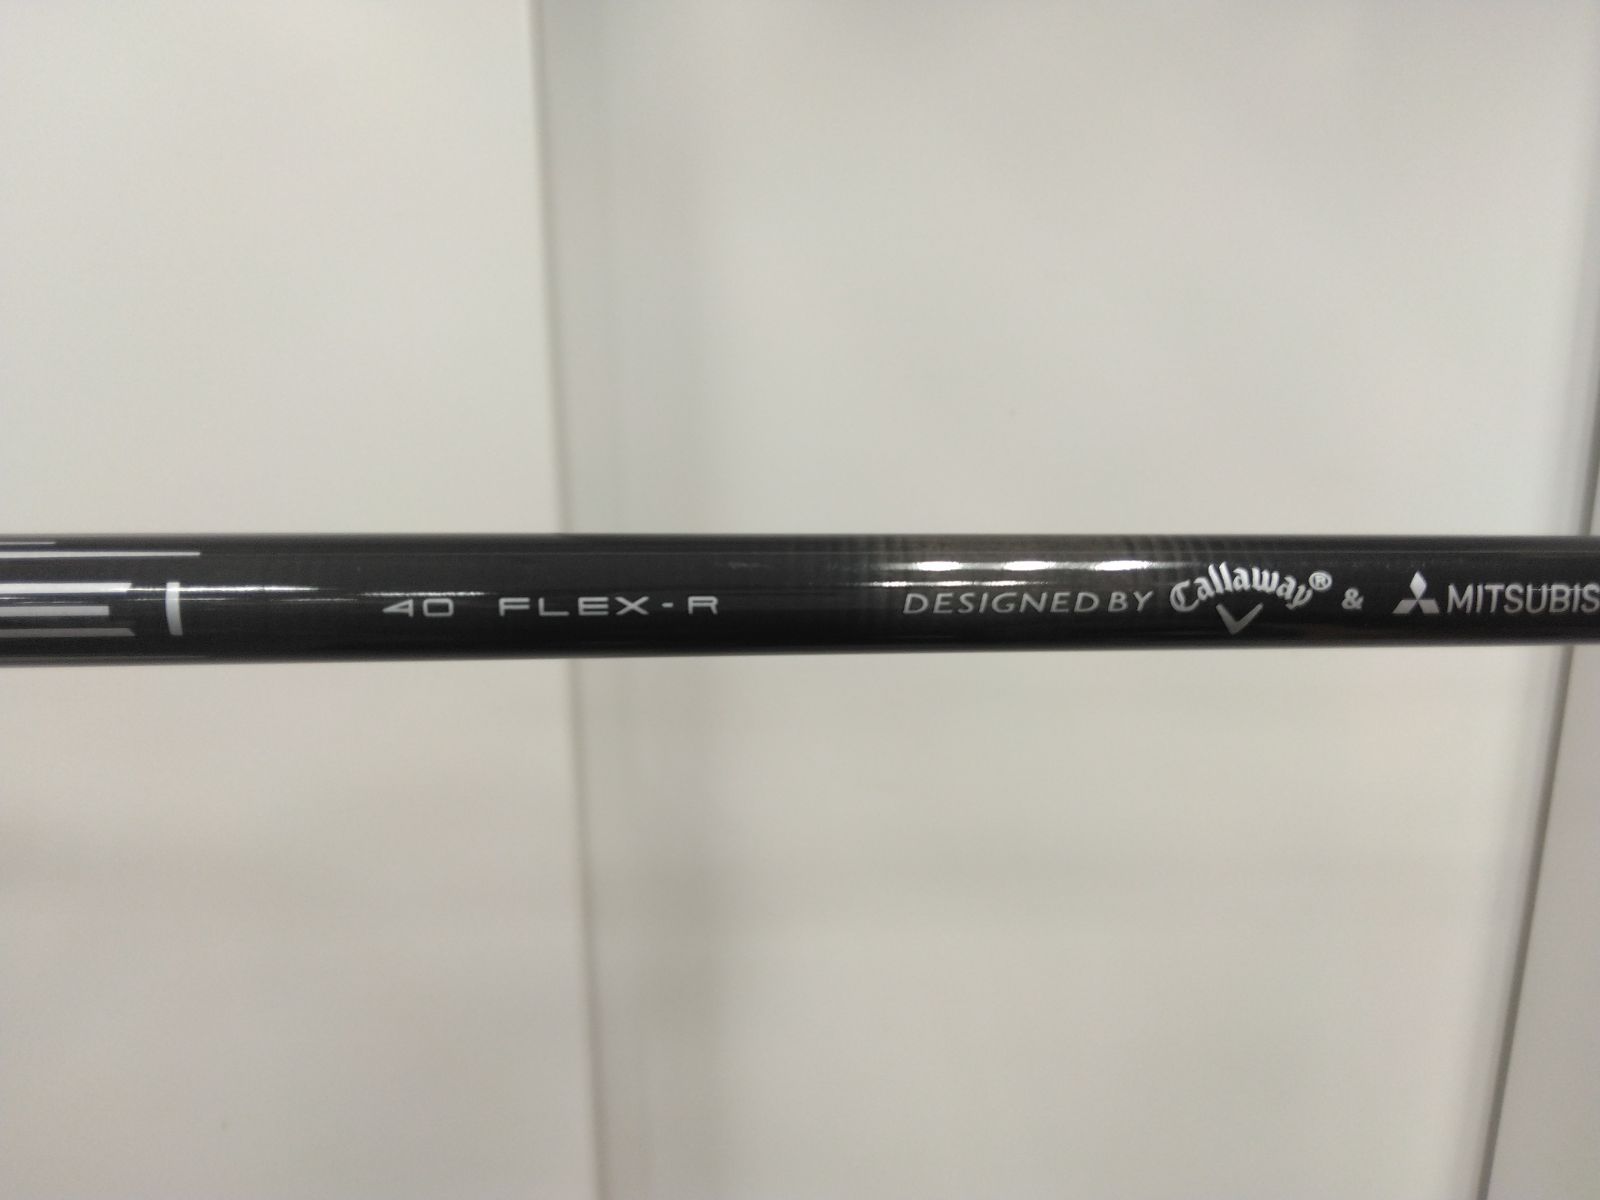 40 FLEX-R DESIGNED BY Callaway® & MITSUBIS